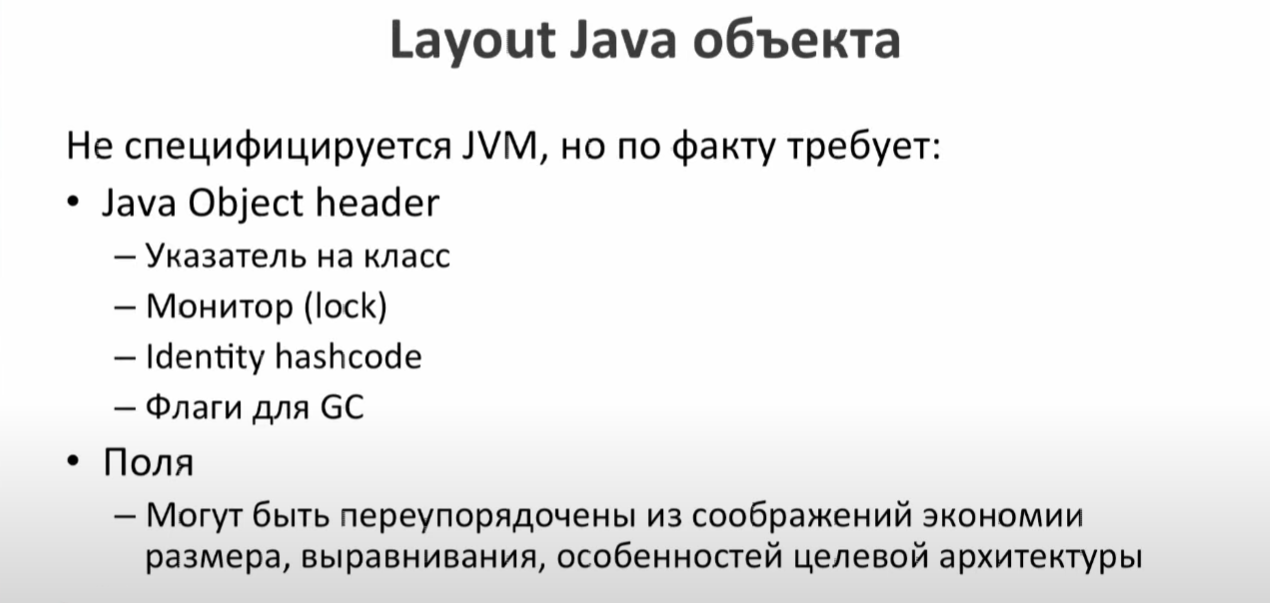 Layout Java объекта
Не специфицируется JVM, но по факту требует:
• Java Object header
– Указатель на класс
– Монитор (lock)
– Identity hashcode
– Флаги для GC
• Поля
– Могут быть переупорядочены из соображений экономии
размера, выравнивания, особенностей целевой архитектуры